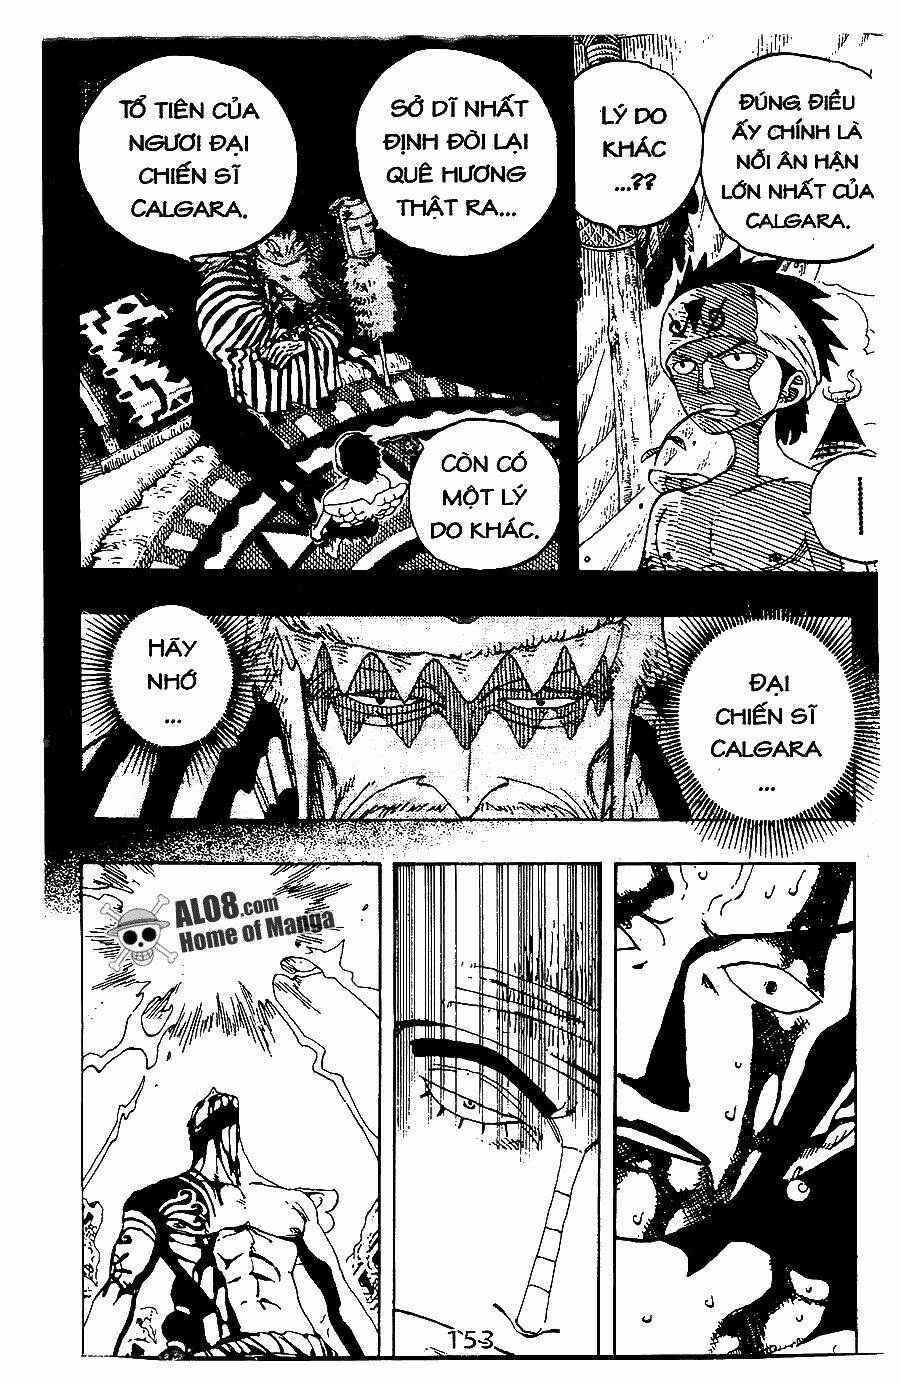 TỔ TIÊN CỦA
NGƯƠI ĐẠI
CHIẾN SĨ
CALGARA.
SỞ DĨ NHẤT
ĐỊNH ĐÒI LẠI
QUÊ HƯƠNG
THẬT RA...
CÒN CÓ
MỘT LÝ
DO KHÁC.
LÝ DO
KHÁC
...??
ĐÚNG. ĐIỀU
ẤY CHÍNH LÀ
NỖI ÂN HẬN
LỚN NHẤT CỦA
CALGARA.
HÃY
NHỚ
...
ĐẠI
CHIẾN SĨ
CALGARA
...
ALO8.com
Home of Manga
153